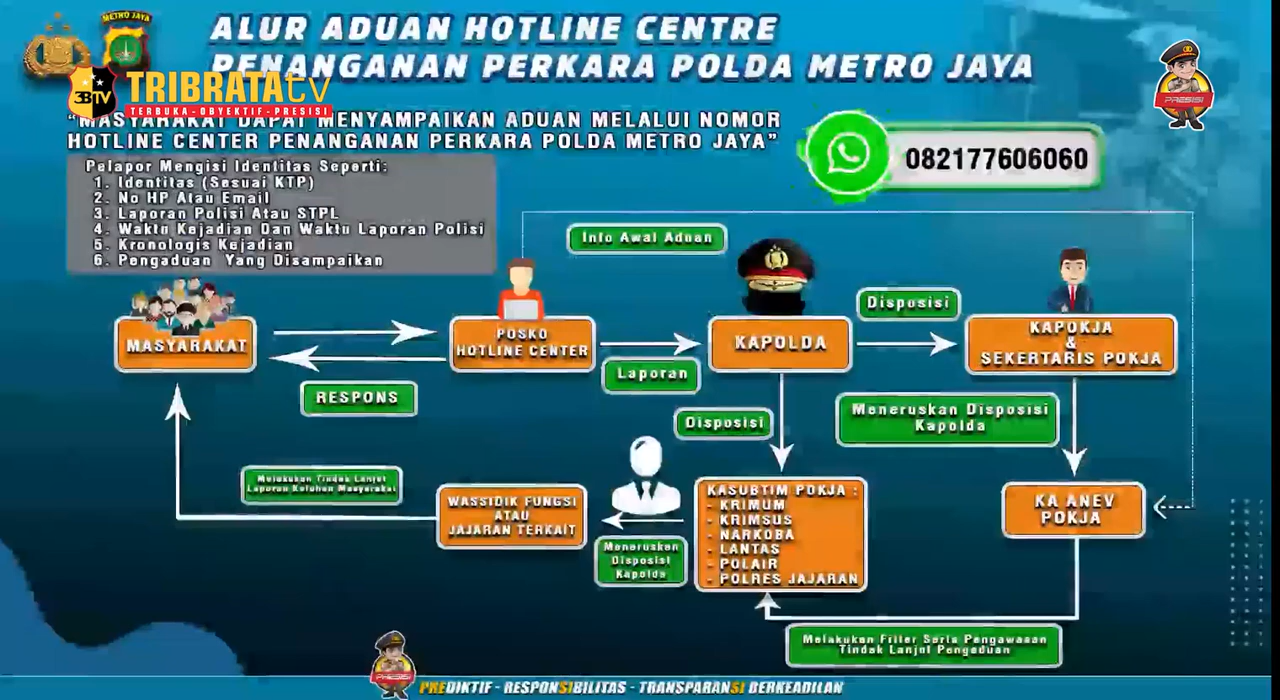 METRO JAYA
ALUR ADUAN HOTLINE CENTRE
PENANGANAN PERKARA POLDA METRO JAYA
3BTV
TRIBRATA tv
TERBUKA - OBYEKTIF - PRESISI
PRESISI
“MASYARAKAT DAPAT MENYAMPAIKAN ADUAN MELALUI NOMOR
HOTLINE CENTER PENANGANAN PERKARA POLDA METRO JAYA”
082177606060
Pelapor Mengisi Identitas Seperti:
1. Identitas (Sesuai KTP)
2. No HP Atau Email
3. Laporan Polisi Atau STPL
4. Waktu Kejadian Dan Waktu Laporan Polisi
5. Kronologis Kejadian
6. Pengaduan Yang Disampaikan
Info Awal Aduan
Disposisi
MASYARAKAT
POSKO
HOTLINE CENTER
KAPOLDA
KAPOKJA
&
SEKERTARIS POKJA
Laporan
RESPONS
Disposisi
Meneruskan Disposisi
Kapolda
Melakukan Tindak Lanjut
Laporan Keluhan Masyarakat
WASSIDIK FUNGSI
ATAU
JAJARAN TERKAIT
Meneruskan
Disposisi
Kapolda
KASUBTIM POKJA :
- KRIMUM
- KRIMSUS
- NARKOBA
- LANTAS
- POLAIR
- POLRES JAJARAN
KA ANEV
POKJA
Melakukan Filter Serta Pengawasan
Tindak Lanjut Pengaduan
PRESISI
PREDIKTIF - RESPONSIBILITAS - TRANSPARANSI BERKEADILAN